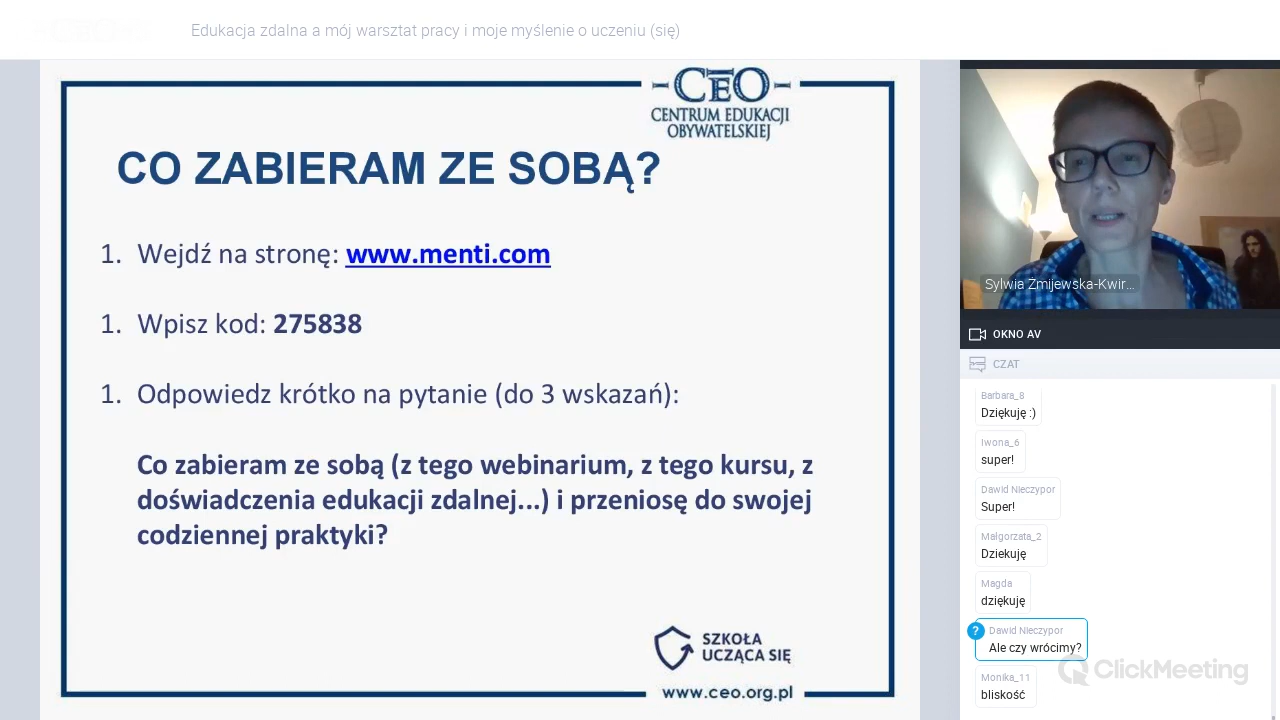 Edukacja zdalna a mój warsztat pracy i moje myślenie o uczeniu (się)
CEO
CENTRUM EDUKACJI
OBYWATELSKIEJ
CO ZABIERAM ZE SOBĄ?
1. Wejdź na stronę: www.menti.com
1. Wpisz kod: 275838
1. Odpowiedz krótko na pytanie (do 3 wskazań):
Co zabieram ze sobą (z tego webinarium, z tego kursu, z
doświadczenia edukacji zdalnej...) i przeniosę do swojej
codziennej praktyki?
SZKOŁA
UCZĄCA SIĘ
www.ceo.org.pl
Sylwia Żmijewska-Kwir...
OKNO AV
CZAT
Barbara_8
Dziękuję :)
Iwona_6
super!
Dawid Nieczypor
Super!
Małgorzata_2
Dziekuję
Magda
dziękuję
?
Dawid Nieczypor
Ale czy wrócimy?
Monika_11
bliskość
ClickMeeting